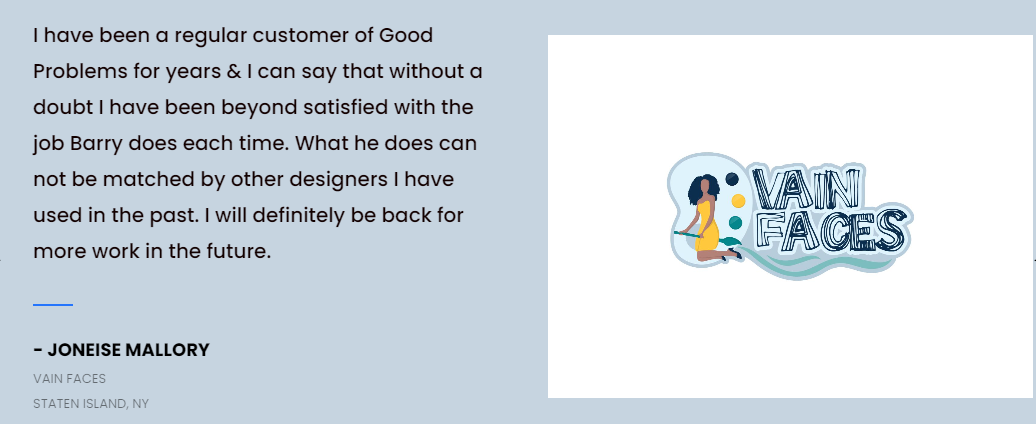 I have been a regular customer of Good
Problems for years & I can say that without a
doubt I have been beyond satisfied with the
job Barry does each time. What he does can
not be matched by other designers I have
used in the past. I will definitely be back for
more work in the future.
- JONEISE MALLORY
VAIN FACES
STATEN ISLAND, NY
VAIN
FACES